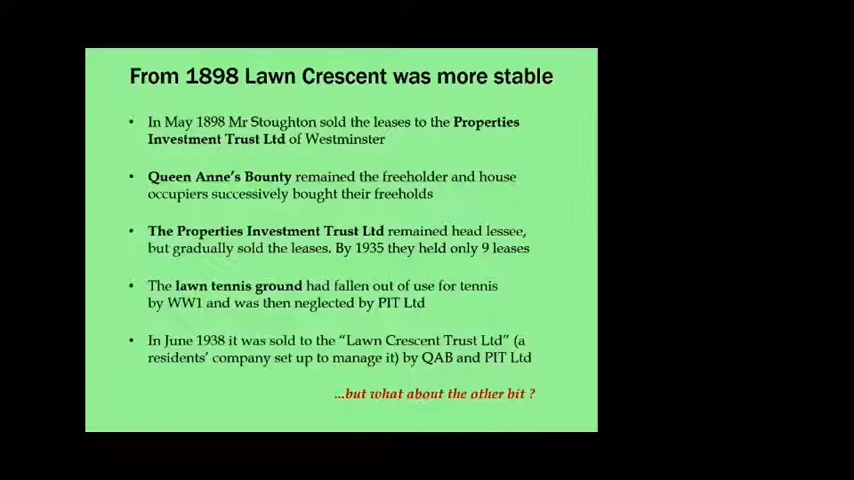 From 1898 Lawn Crescent was more stable
• In May 1898 Mr Stoughton sold the leases to the Properties
Investment Trust Ltd of Westminster
• Queen Anne's Bounty remained the freeholder and house
occupiers successively bought their freeholds
• The Properties Investment Trust Ltd remained head lessee,
but gradually sold the leases. By 1935 they held only 9 leases
• The lawn tennis ground had fallen out of use for tennis
by WW1 and was then neglected by PIT Ltd
• In June 1938 it was sold to the “Lawn Crescent Trust Ltd” (a
residents' company set up to manage it) by QAB and PIT Ltd
...but what about the other bit ?